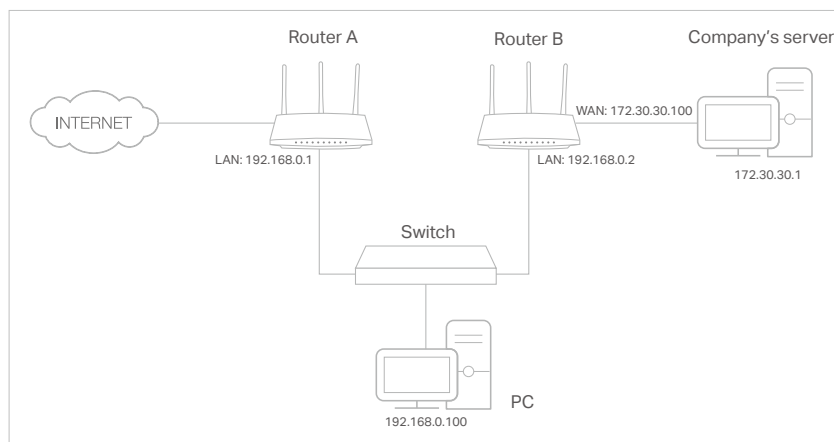 Router A
Router B
Company's server
INTERNET
WAN: 172.30.30.100
LAN: 192.168.0.1
LAN: 192.168.0.2
172.30.30.1
Switch
PC
192.168.0.100